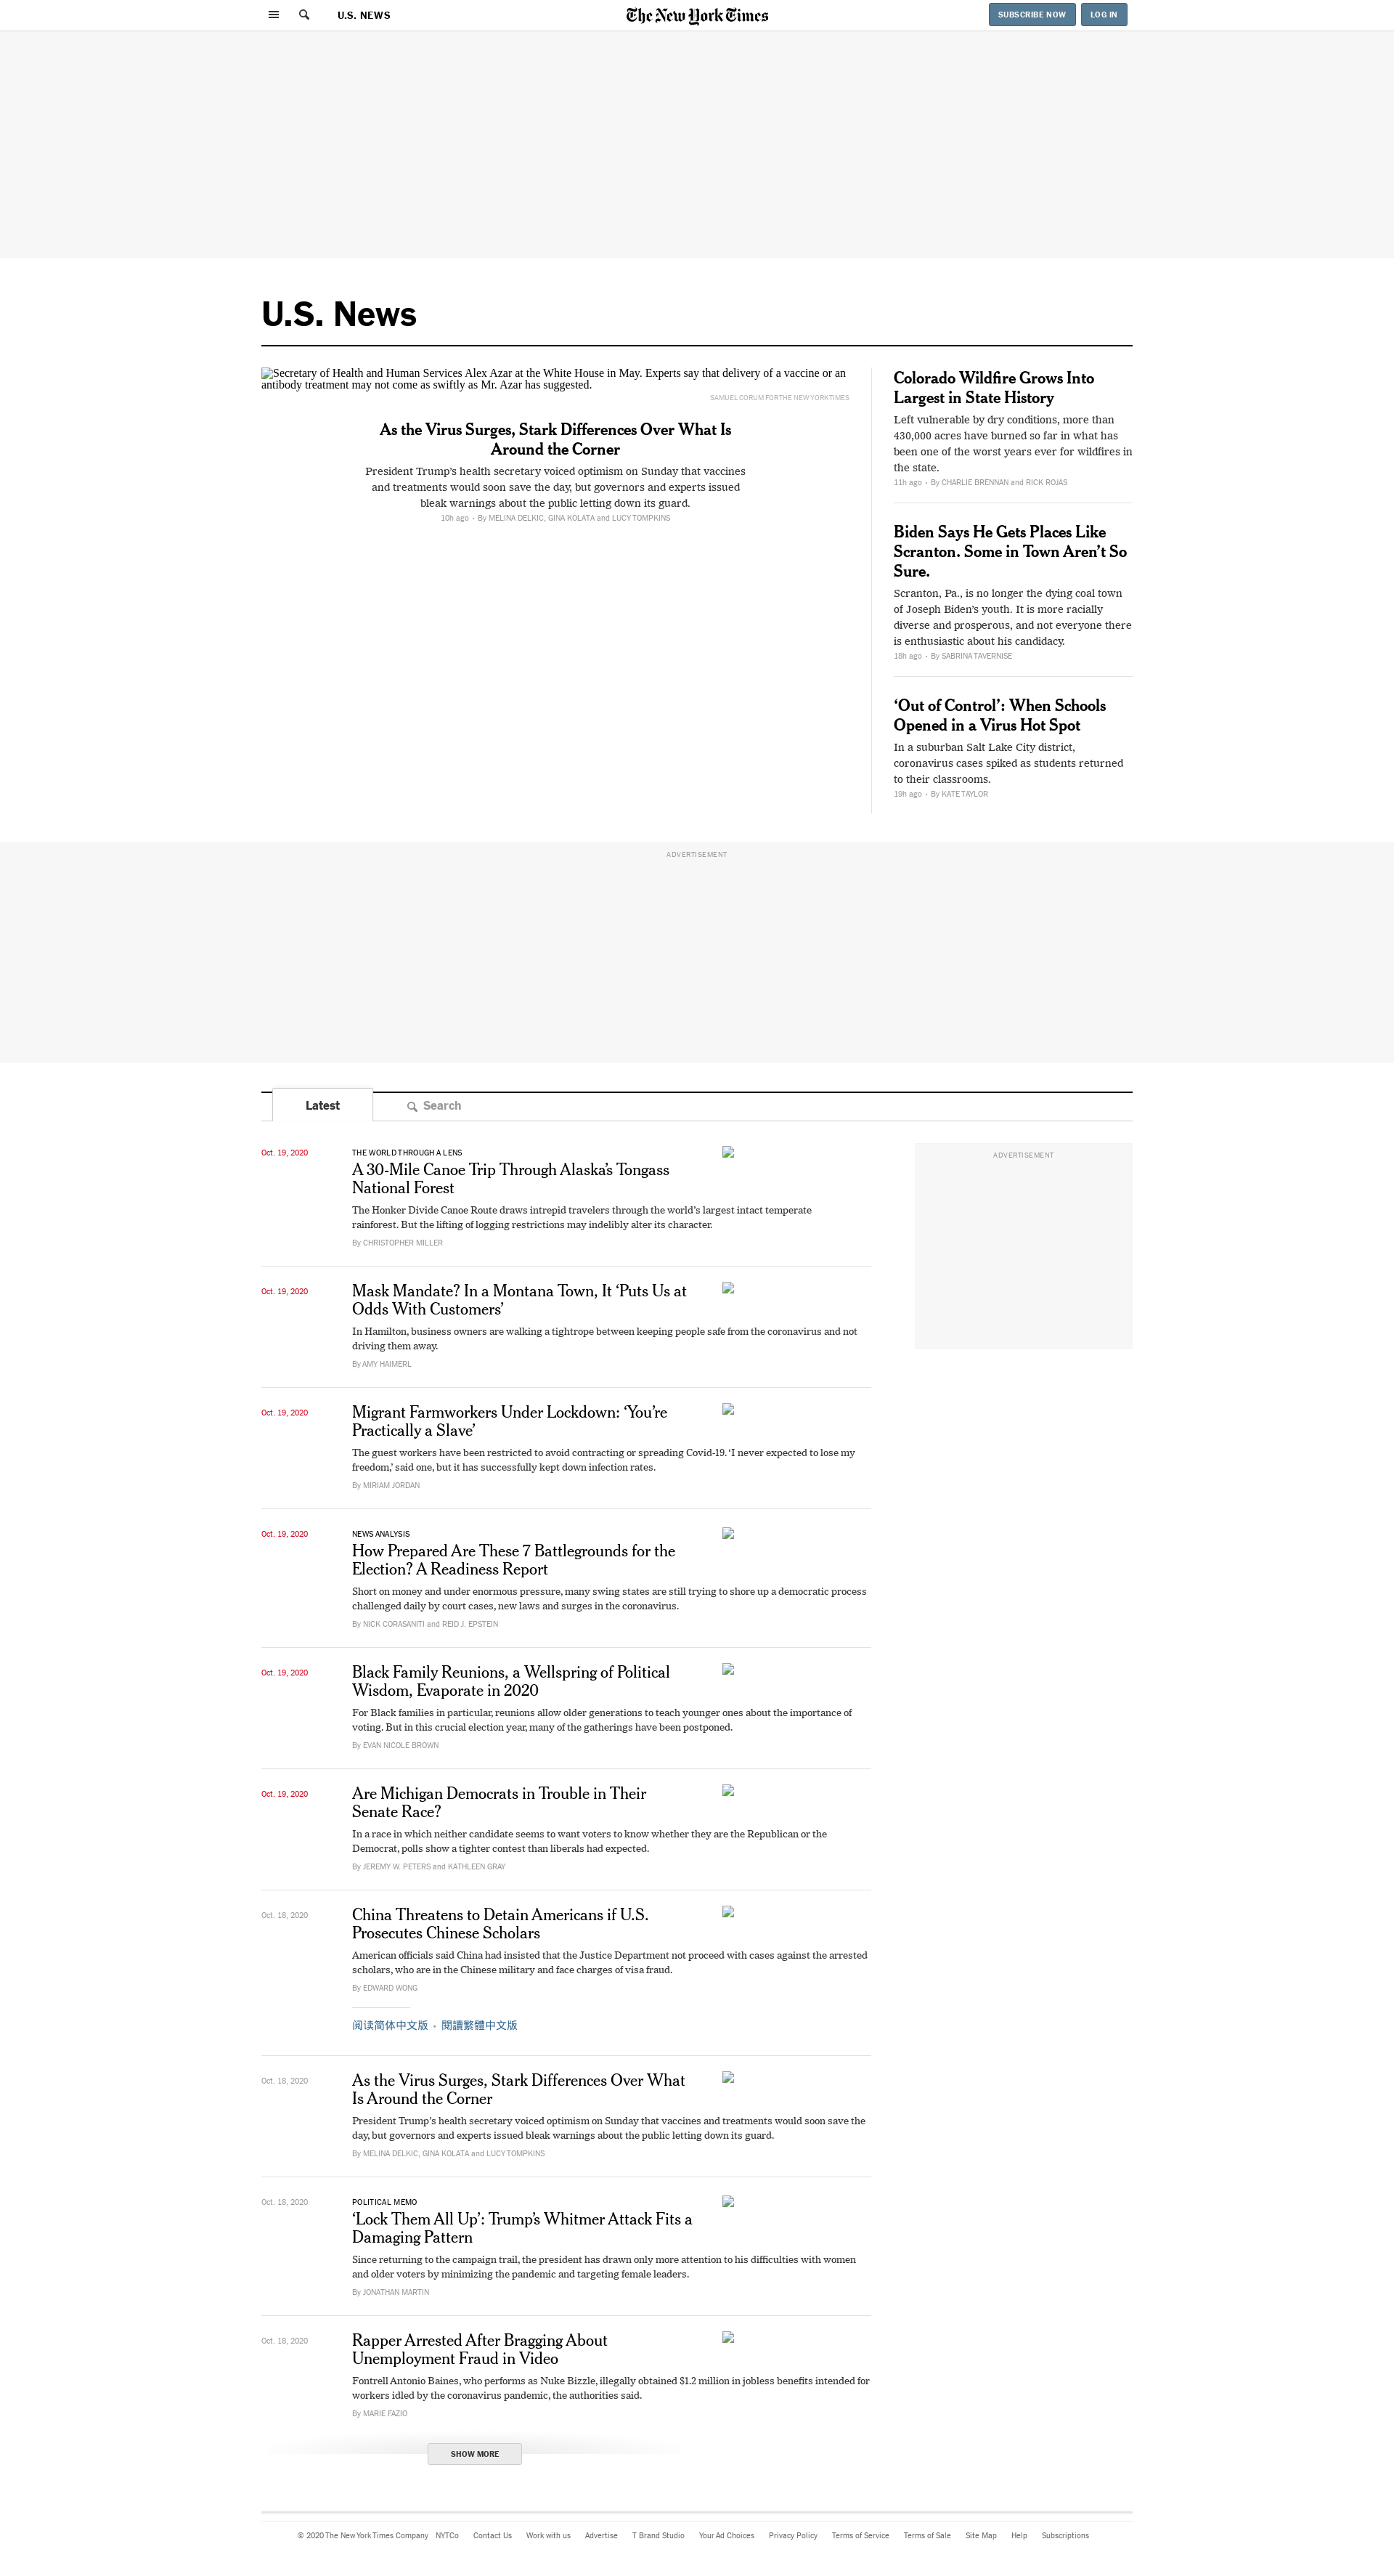 U.S. NEWS
The New York Times
SUBSCRIBE NOW
LOG IN
U.S. News
Secretary of Health and Human Services Alex Azar at the White House in May. Experts say that delivery of a vaccine or an
antibody treatment may not come as swiftly as Mr. Azar has suggested.
SAMUEL CORUM FOR THE NEW YORK TIMES
As the Virus Surges, Stark Differences Over What Is
Around the Corner
President Trump’s health secretary voiced optimism on Sunday that vaccines
and treatments would soon save the day, but governors and experts issued
bleak warnings about the public letting down its guard.
10h ago • By MELINA DELKIC, GINA KOLATA and LUCY TOMPKINS
Colorado Wildfire Grows Into
Largest in State History
Left vulnerable by dry conditions, more than
430,000 acres have burned so far in what has
been one of the worst years ever for wildfires in
the state.
11h ago • By CHARLIE BRENNAN and RICK ROJAS
Biden Says He Gets Places Like
Scranton. Some in Town Aren’t So
Sure.
Scranton, Pa., is no longer the dying coal town
of Joseph Biden’s youth. It is more racially
diverse and prosperous, and not everyone there
is enthusiastic about his candidacy.
18h ago • By SABRINA TAVERNISE
‘Out of Control’: When Schools
Opened in a Virus Hot Spot
In a suburban Salt Lake City district,
coronavirus cases spiked as students returned
to their classrooms.
19h ago • By KATE TAYLOR
ADVERTISEMENT
Latest
Search
ADVERTISEMENT
Oct. 19, 2020
THE WORLD THROUGH A LENS
A 30-Mile Canoe Trip Through Alaska’s Tongass
National Forest
The Honker Divide Canoe Route draws intrepid travelers through the world’s largest intact temperate
rainforest. But the lifting of logging restrictions may indelibly alter its character.
By CHRISTOPHER MILLER
Oct. 19, 2020
Mask Mandate? In a Montana Town, It ‘Puts Us at
Odds With Customers’
In Hamilton, business owners are walking a tightrope between keeping people safe from the coronavirus and not
driving them away.
By AMY HAIMERL
Oct. 19, 2020
Migrant Farmworkers Under Lockdown: ‘You’re
Practically a Slave’
The guest workers have been restricted to avoid contracting or spreading Covid-19. ‘I never expected to lose my
freedom,’ said one, but it has successfully kept down infection rates.
By MIRIAM JORDAN
Oct. 19, 2020
NEWS ANALYSIS
How Prepared Are These 7 Battlegrounds for the
Election? A Readiness Report
Short on money and under enormous pressure, many swing states are still trying to shore up a democratic process
challenged daily by court cases, new laws and surges in the coronavirus.
By NICK CORASANITI and REID J. EPSTEIN
Oct. 19, 2020
Black Family Reunions, a Wellspring of Political
Wisdom, Evaporate in 2020
For Black families in particular, reunions allow older generations to teach younger ones about the importance of
voting. But in this crucial election year, many of the gatherings have been postponed.
By EVAN NICOLE BROWN
Oct. 19, 2020
Are Michigan Democrats in Trouble in Their
Senate Race?
In a race in which neither candidate seems to want voters to know whether they are the Republican or the
Democrat, polls show a tighter contest than liberals had expected.
By JEREMY W. PETERS and KATHLEEN GRAY
Oct. 18, 2020
China Threatens to Detain Americans if U.S.
Prosecutes Chinese Scholars
American officials said China had insisted that the Justice Department not proceed with cases against the arrested
scholars, who are in the Chinese military and face charges of visa fraud.
By EDWARD WONG
阅读简体中文版 • 閱讀繁體中文版
Oct. 18, 2020
As the Virus Surges, Stark Differences Over What
Is Around the Corner
President Trump’s health secretary voiced optimism on Sunday that vaccines and treatments would soon save the
day, but governors and experts issued bleak warnings about the public letting down its guard.
By MELINA DELKIC, GINA KOLATA and LUCY TOMPKINS
Oct. 18, 2020
POLITICAL MEMO
‘Lock Them All Up’: Trump’s Whitmer Attack Fits a
Damaging Pattern
Since returning to the campaign trail, the president has drawn only more attention to his difficulties with women
and older voters by minimizing the pandemic and targeting female leaders.
By JONATHAN MARTIN
Oct. 18, 2020
Rapper Arrested After Bragging About
Unemployment Fraud in Video
Fontrell Antonio Baines, who performs as Nuke Bizzle, illegally obtained $1.2 million in jobless benefits intended for
workers idled by the coronavirus pandemic, the authorities said.
By MARIE FAZIO
SHOW MORE
© 2020 The New York Times Company NYTCo Contact Us Work with us Advertise T Brand Studio Your Ad Choices Privacy Policy Terms of Service Terms of Sale Site Map Help Subscriptions